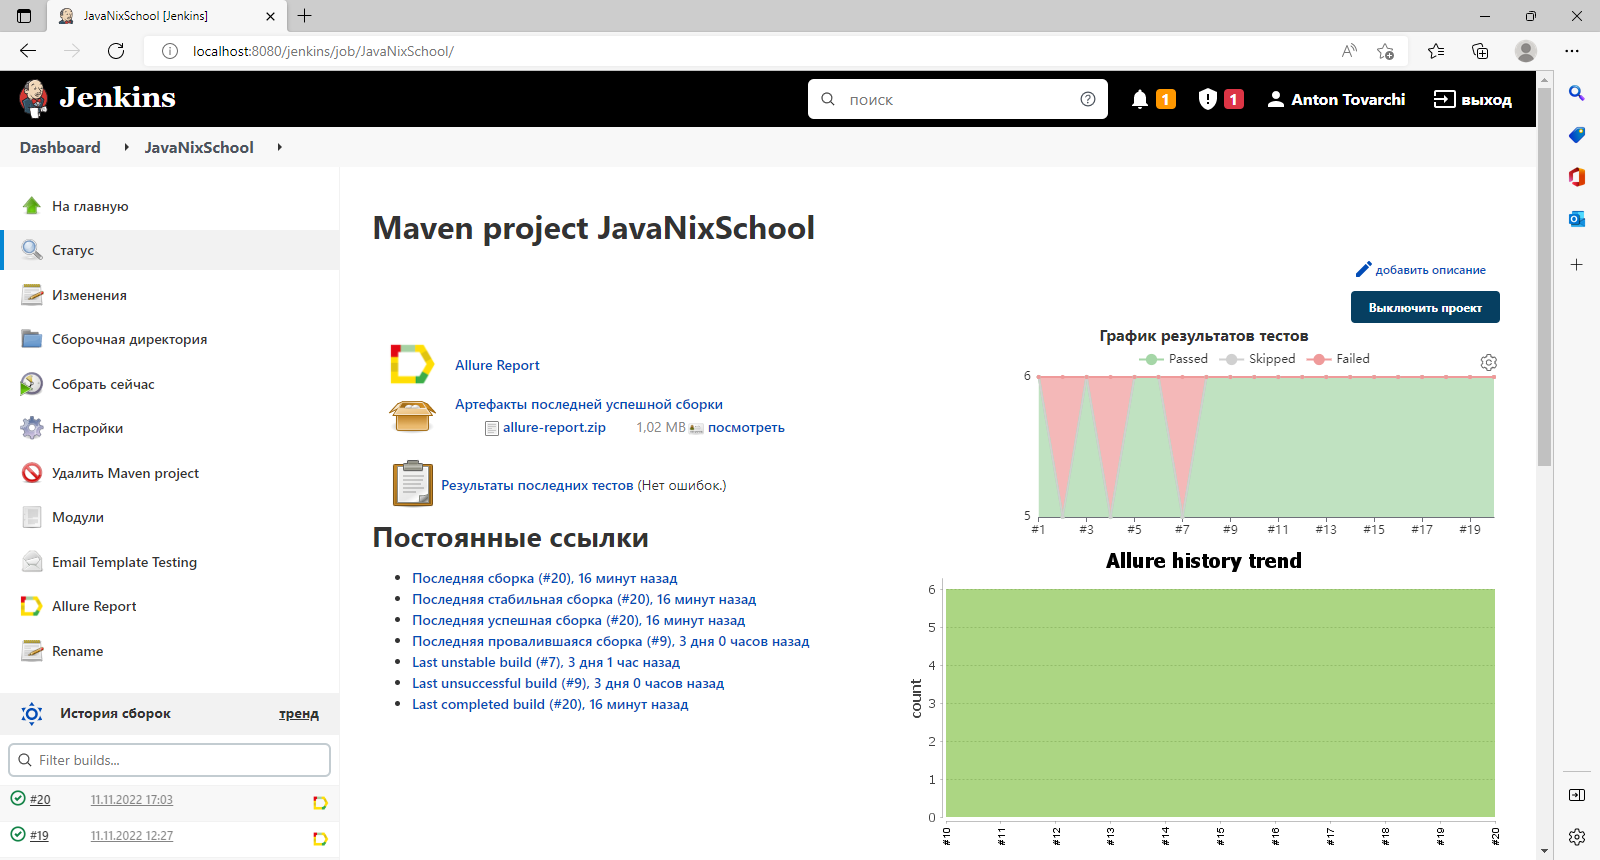 JavaNixSchool [Jenkins]
localhost:8080/jenkins/job/JavaNixSchool/
Jenkins
поиск
1
1
Anton Tovarchi
выход
Dashboard
JavaNixSchool
На главную
Статус
Изменения
Сборочная директория
Собрать сейчас
Настройки
Удалить Maven project
Модули
Email Template Testing
Allure Report
Rename
История сборок
тренд
Filter builds...
#20 11.11.2022 17:03
#19 11.11.2022 12:27
Maven project JavaNixSchool
добавить описание
Выключить проект
Allure Report
Артефакты последней успешной сборки
allure-report.zip 1,02 MB посмотреть
Результаты последних тестов (Нет ошибок.)
Постоянные ссылки
Последняя сборка (#20), 16 минут назад
Последняя стабильная сборка (#20), 16 минут назад
Последняя успешная сборка (#20), 16 минут назад
Последняя провалившаяся сборка (#9), 3 дня 0 часов назад
Last unstable build (#7), 3 дня 1 час назад
Last unsuccessful build (#9), 3 дня 0 часов назад
Last completed build (#20), 16 минут назад
График результатов тестов
Passed Skipped Failed
6
5
#1 #3 #5 #7 #9 #11 #13 #15 #17 #19
Allure history trend
count
6
5
4
3
2
1
0
#10 #11 #12 #13 #14 #15 #16 #17 #18 #19 #20